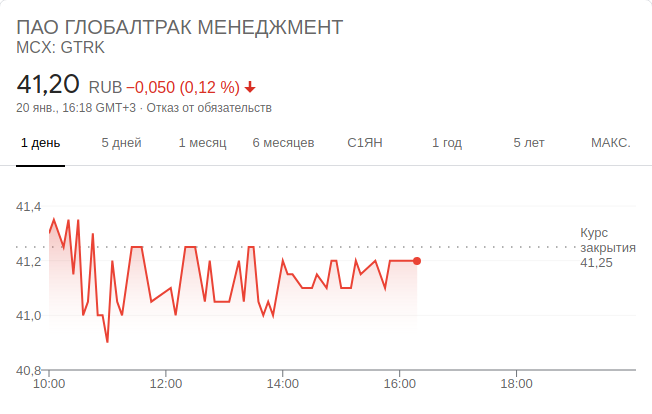 ПАО ГЛОБАЛТРАК МЕНЕДЖМЕНТ
MCX: GTRK
41,20 RUB −0,050 (0,12 %)
20 янв., 16:18 GMT+3 · Отказ от обязательств
1 день 5 дней 1 месяц 6 месяцев С1ЯН 1 год 5 лет МАКС.
41,4
Курс
закрытия
41,25
41,2
41,0
40,8
10:00 12:00 14:00 16:00 18:00